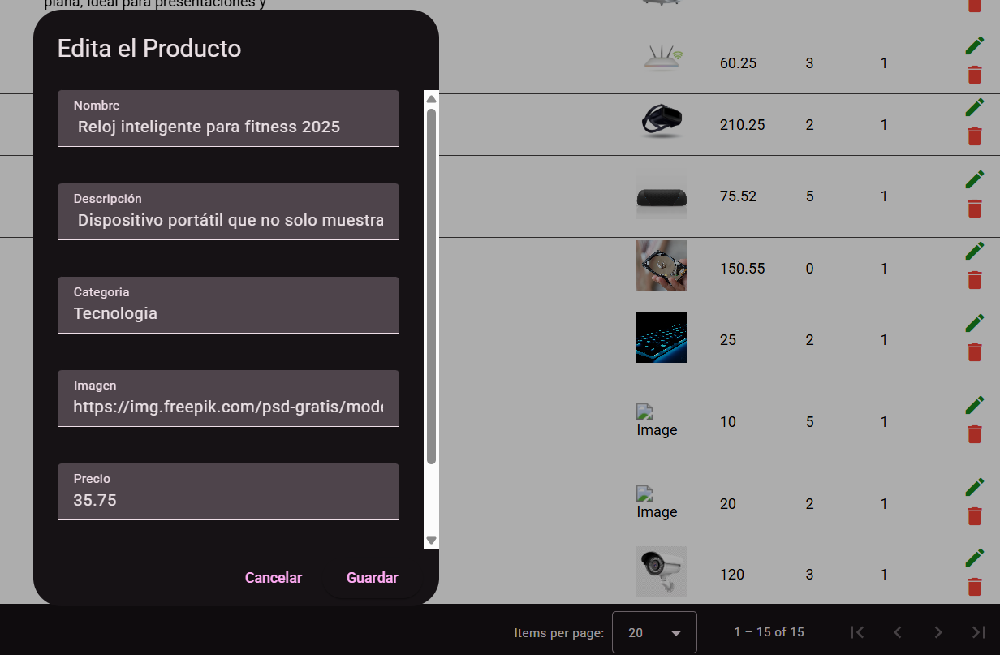 plana, ideal para presentaciones y
Edita el Producto
Nombre
Reloj inteligente para fitness 2025
Descripción
Dispositivo portátil que no solo muestra
Categoria
Tecnologia
Imagen
https://img.freepik.com/psd-gratis/mod
Precio
35.75
Cancelar
Guardar
60.25 3 1
210.25 2 1
75.52 5 1
150.55 0 1
25 2 1
Image 10 5 1
Image 20 2 1
120 3 1
Items per page: 20 1 – 15 of 15